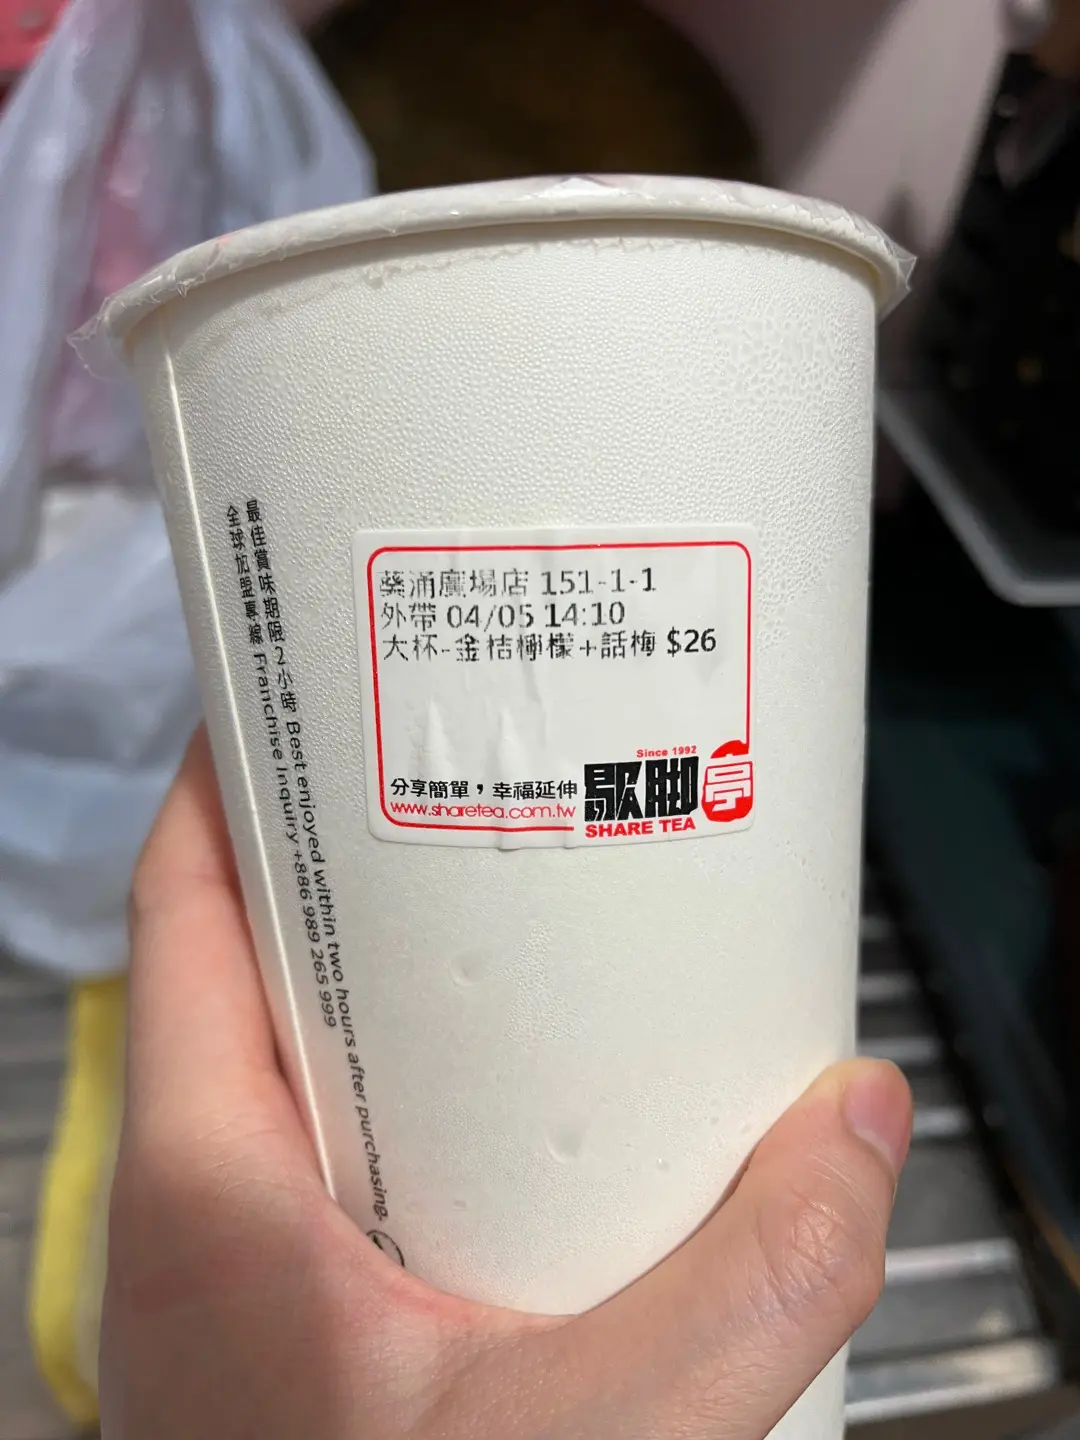 最佳賞味期限2小時 Best enjoyed within two hours after purchasing.
全球加盟專線 Franchise Inquiry +886 989 265 999
葵涌廣場店 151-1-1
外帶 04/05 14:10
大杯-金桔檸檬+話梅 $26
Since 1992
分享簡單，幸福延伸
歇脚亭
www.sharetea.com.tw
SHARE TEA